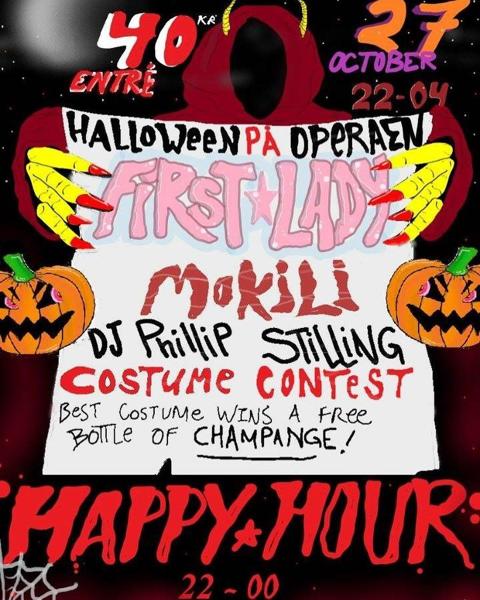 40 KR
ENTRÉ
27
OCTOBER
22-04
HALLOWEEN PÅ OPERAEN
FIRST★LADY
MOKILI
DJ Phillip STILLING
COSTUME CONTEST
BEST COSTUME WINS A FREE
BOTTLE OF CHAMPANGE!
HAPPY★HOUR
22-00